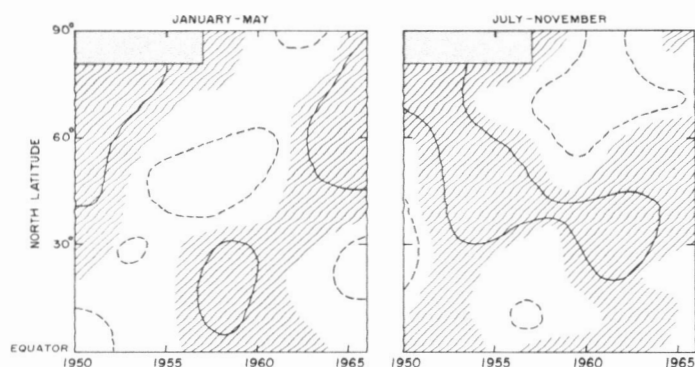 JANUARY-MAY
JULY-NOVEMBER
90°
60°
30°
EQUATOR
NORTH LATITUDE
1950 1955 1960 1965
1950 1955 1960 1965